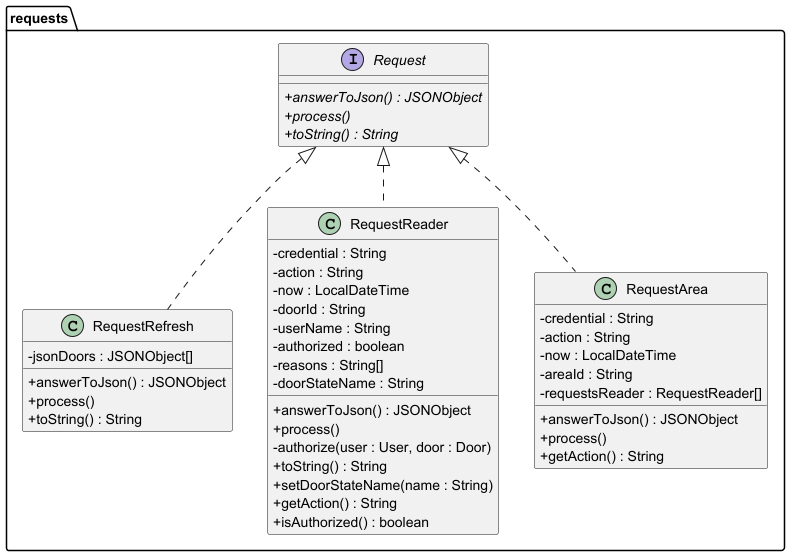 requests
I Request
+answerToJson() : JSONObject
+process()
+toString() : String
C RequestRefresh
-jsonDoors : JSONObject[]
+answerToJson() : JSONObject
+process()
+toString() : String
C RequestReader
-credential : String
-action : String
-now : LocalDateTime
-doorId : String
-userName : String
-authorized : boolean
-reasons : String[]
-doorStateName : String
+answerToJson() : JSONObject
+process()
-authorize(user : User, door : Door)
+toString() : String
+setDoorStateName(name : String)
+getAction() : String
+isAuthorized() : boolean
C RequestArea
-credential : String
-action : String
-now : LocalDateTime
-areaId : String
-requestsReader : RequestReader[]
+answerToJson() : JSONObject
+process()
+getAction() : String